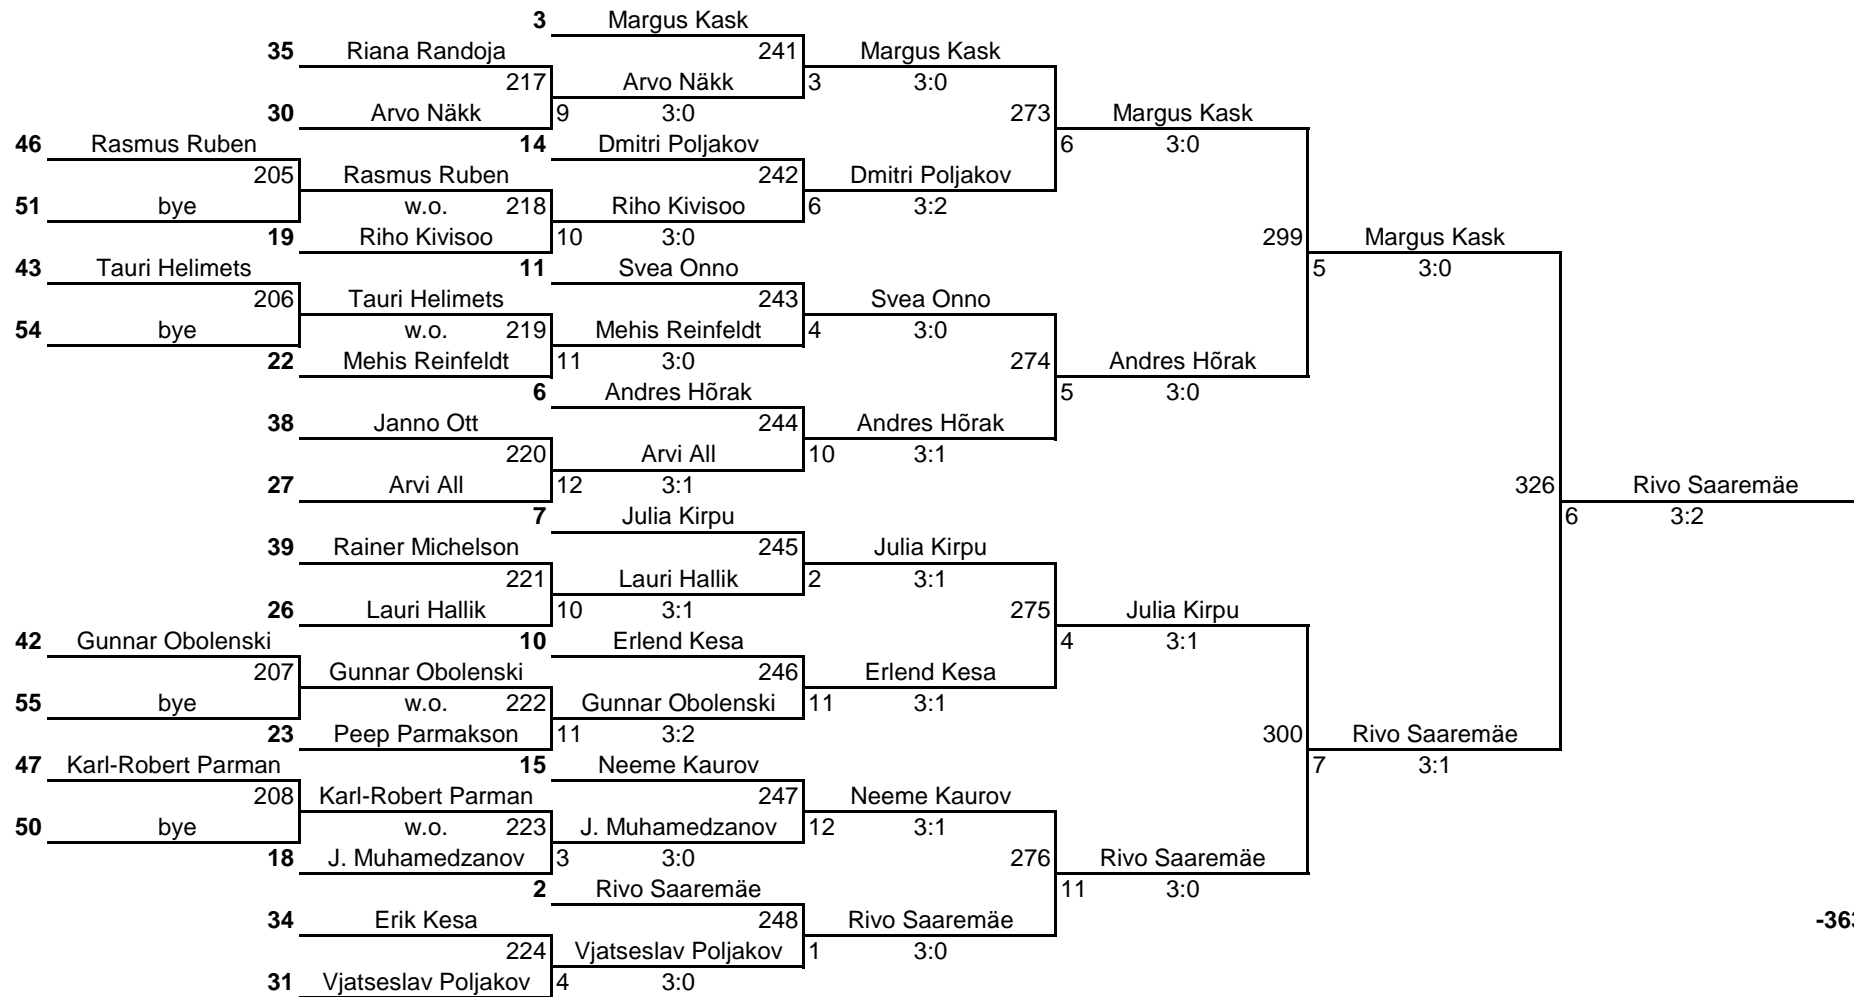 3 Margus Kask
35 Riana Randoja 241 Margus Kask
217 Arvo Näkk 3 3:0
30 Arvo Näkk 9 3:0 273 Margus Kask
46 Rasmus Ruben 14 Dmitri Poljakov 6 3:0
205 Rasmus Ruben 242 Dmitri Poljakov
51 bye w.o. 218 Riho Kivisoo 6 3:2
19 Riho Kivisoo 10 3:0 299 Margus Kask
43 Tauri Helimets 11 Svea Onno 5 3:0
206 Tauri Helimets 243 Svea Onno
54 bye w.o. 219 Mehis Reinfeldt 4 3:0
22 Mehis Reinfeldt 11 3:0 274 Andres Hõrak
6 Andres Hõrak 5 3:0
38 Janno Ott 244 Andres Hõrak
220 Arvi All 10 3:1
27 Arvi All 12 3:1 326 Rivo Saaremäe
7 Julia Kirpu 6 3:2
39 Rainer Michelson 245 Julia Kirpu
221 Lauri Hallik 2 3:1
26 Lauri Hallik 10 3:1 275 Julia Kirpu
42 Gunnar Obolenski 10 Erlend Kesa 4 3:1
207 Gunnar Obolenski 246 Erlend Kesa
55 bye w.o. 222 Gunnar Obolenski 11 3:1
23 Peep Parmakson 11 3:2 300 Rivo Saaremäe
47 Karl-Robert Parman 15 Neeme Kaurov 7 3:1
208 Karl-Robert Parman 247 Neeme Kaurov
50 bye w.o. 223 J. Muhamedzanov 12 3:1
18 J. Muhamedzanov 3 3:0 276 Rivo Saaremäe
2 Rivo Saaremäe 11 3:0
34 Erik Kesa 248 Rivo Saaremäe -363
224 Vjatseslav Poljakov 1 3:0
31 Vjatseslav Poljakov 4 3:0